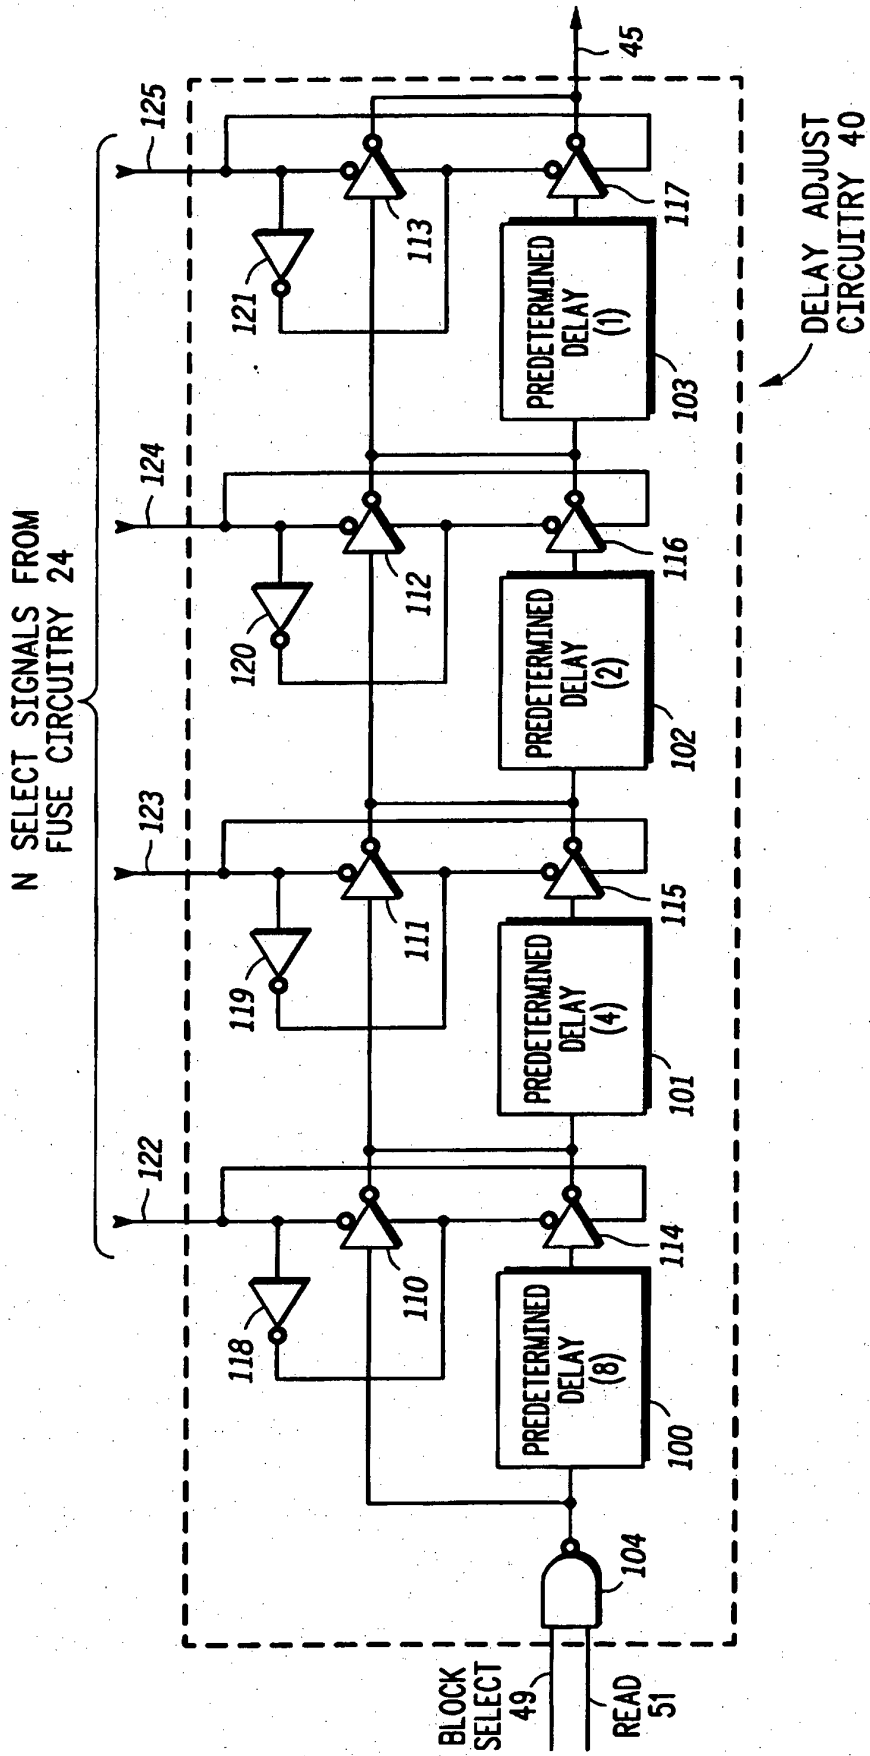 N SELECT SIGNALS FROM
FUSE CIRCUITRY 24
122
123
124
125
118
119
120
121
110
111
112
113
45
BLOCK
SELECT
49
READ
51
104
PREDETERMINED
DELAY
(8)
100
114
PREDETERMINED
DELAY
(4)
101
115
PREDETERMINED
DELAY
(2)
102
116
PREDETERMINED
DELAY
(1)
103
117
DELAY ADJUST
CIRCUITRY 40